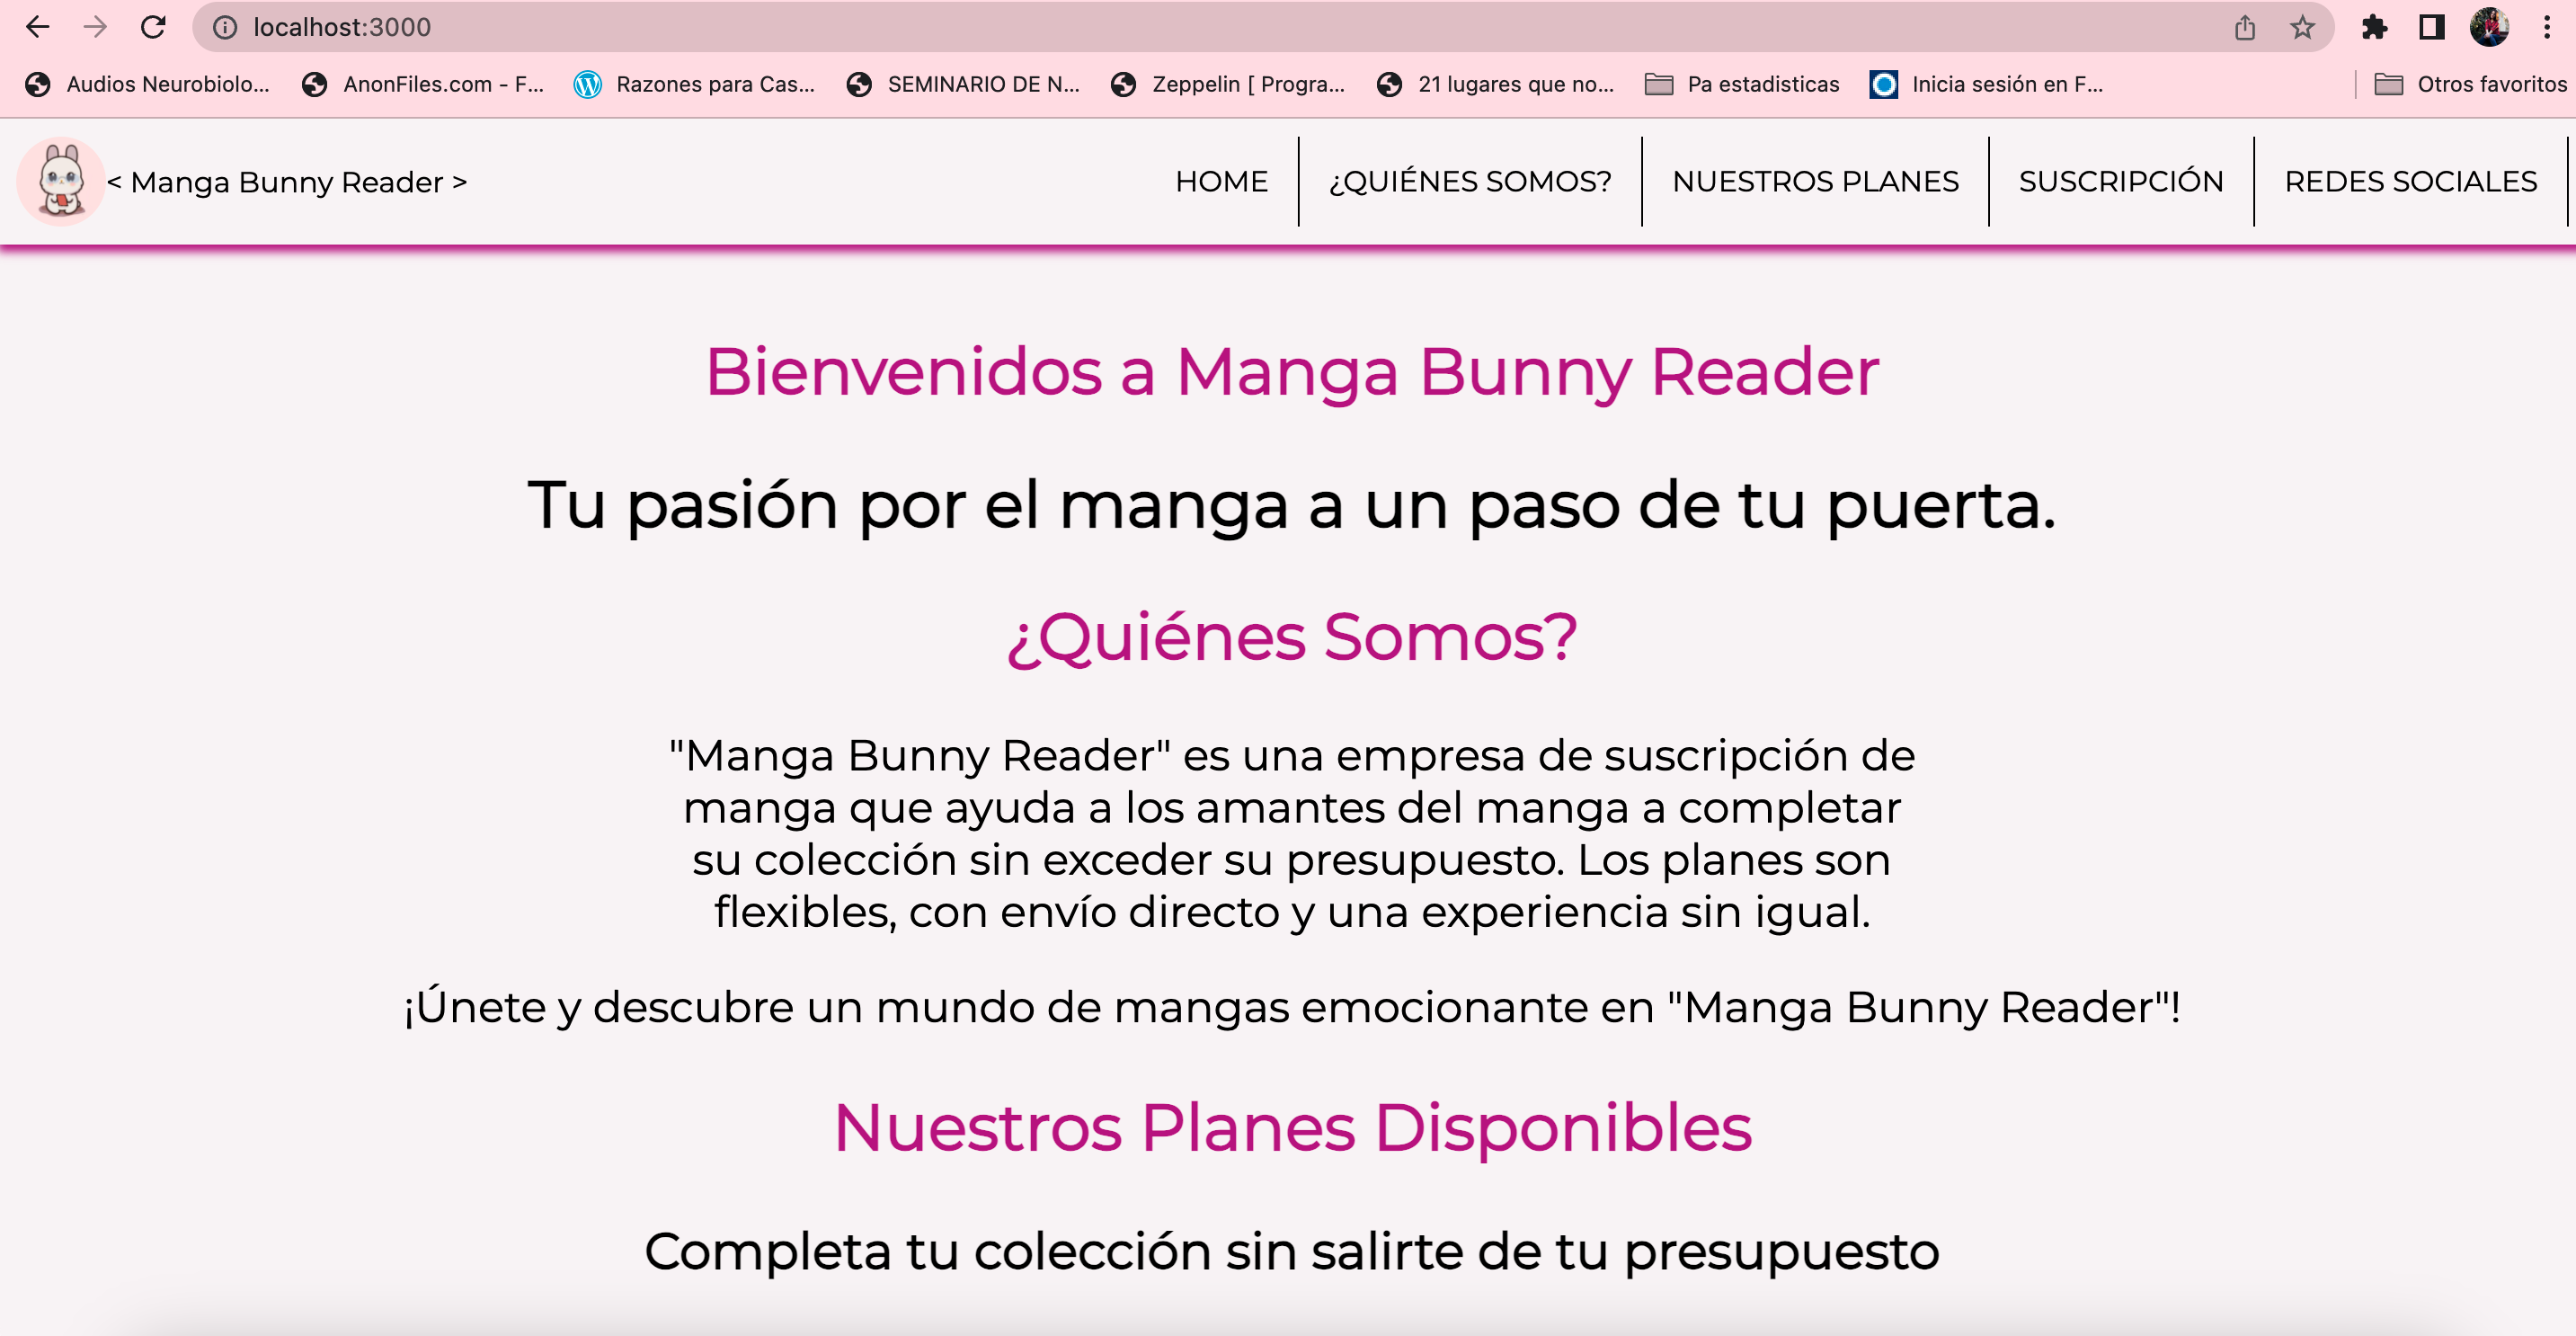 localhost:3000
Audios Neurobiolo... AnonFiles.com - F... Razones para Cas... SEMINARIO DE N... Zeppelin [ Progra... 21 lugares que no... Pa estadisticas Inicia sesión en F... Otros favoritos
< Manga Bunny Reader > HOME ¿QUIÉNES SOMOS? NUESTROS PLANES SUSCRIPCIÓN REDES SOCIALES
Bienvenidos a Manga Bunny Reader
Tu pasión por el manga a un paso de tu puerta.
¿Quiénes Somos?
"Manga Bunny Reader" es una empresa de suscripción de
manga que ayuda a los amantes del manga a completar
su colección sin exceder su presupuesto. Los planes son
flexibles, con envío directo y una experiencia sin igual.
¡Únete y descubre un mundo de mangas emocionante en "Manga Bunny Reader"!
Nuestros Planes Disponibles
Completa tu colección sin salirte de tu presupuesto